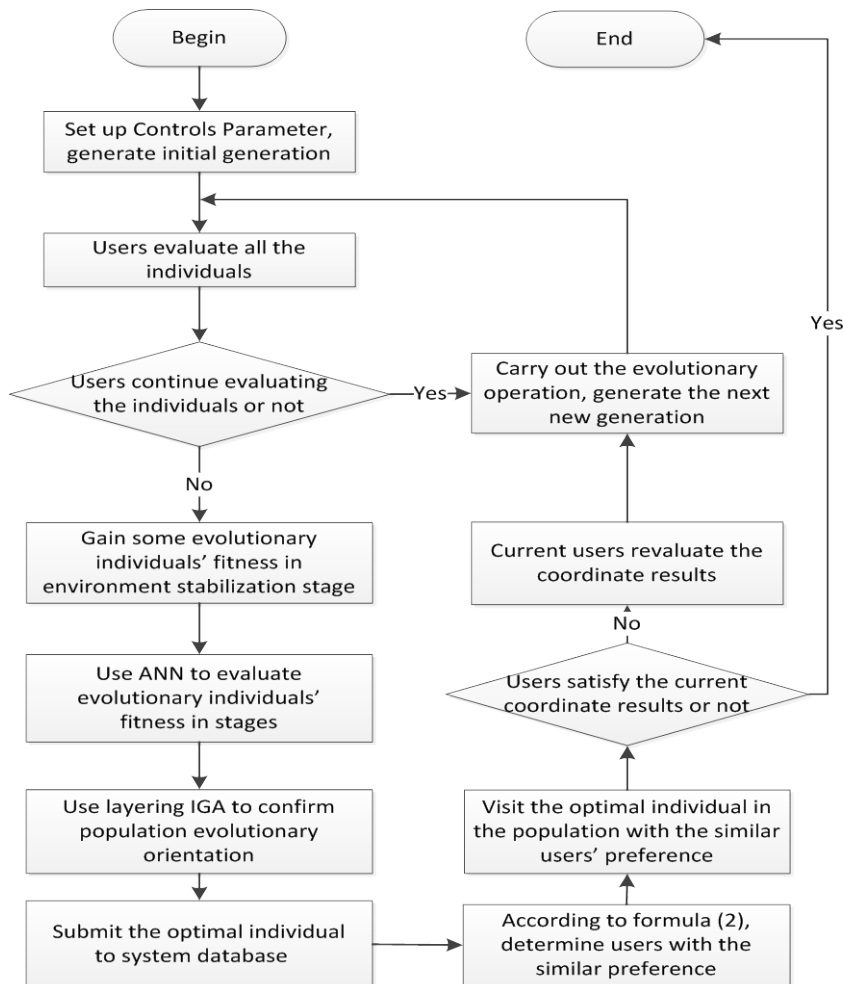 Begin
End
Set up Controls Parameter,
generate initial generation
Users evaluate all the
individuals
Yes
Users continue evaluating
the individuals or not
Yes
Carry out the evolutionary
operation, generate the next
new generation
No
Gain some evolutionary
individuals’ fitness in
environment stabilization stage
Current users revaluate the
coordinate results
No
Use ANN to evaluate
evolutionary individuals’
fitness in stages
Users satisfy the current
coordinate results or not
Use layering IGA to confirm
population evolutionary
orientation
Visit the optimal individual in
the population with the similar
users’ preference
Submit the optimal individual
to system database
According to formula (2),
determine users with the
similar preference